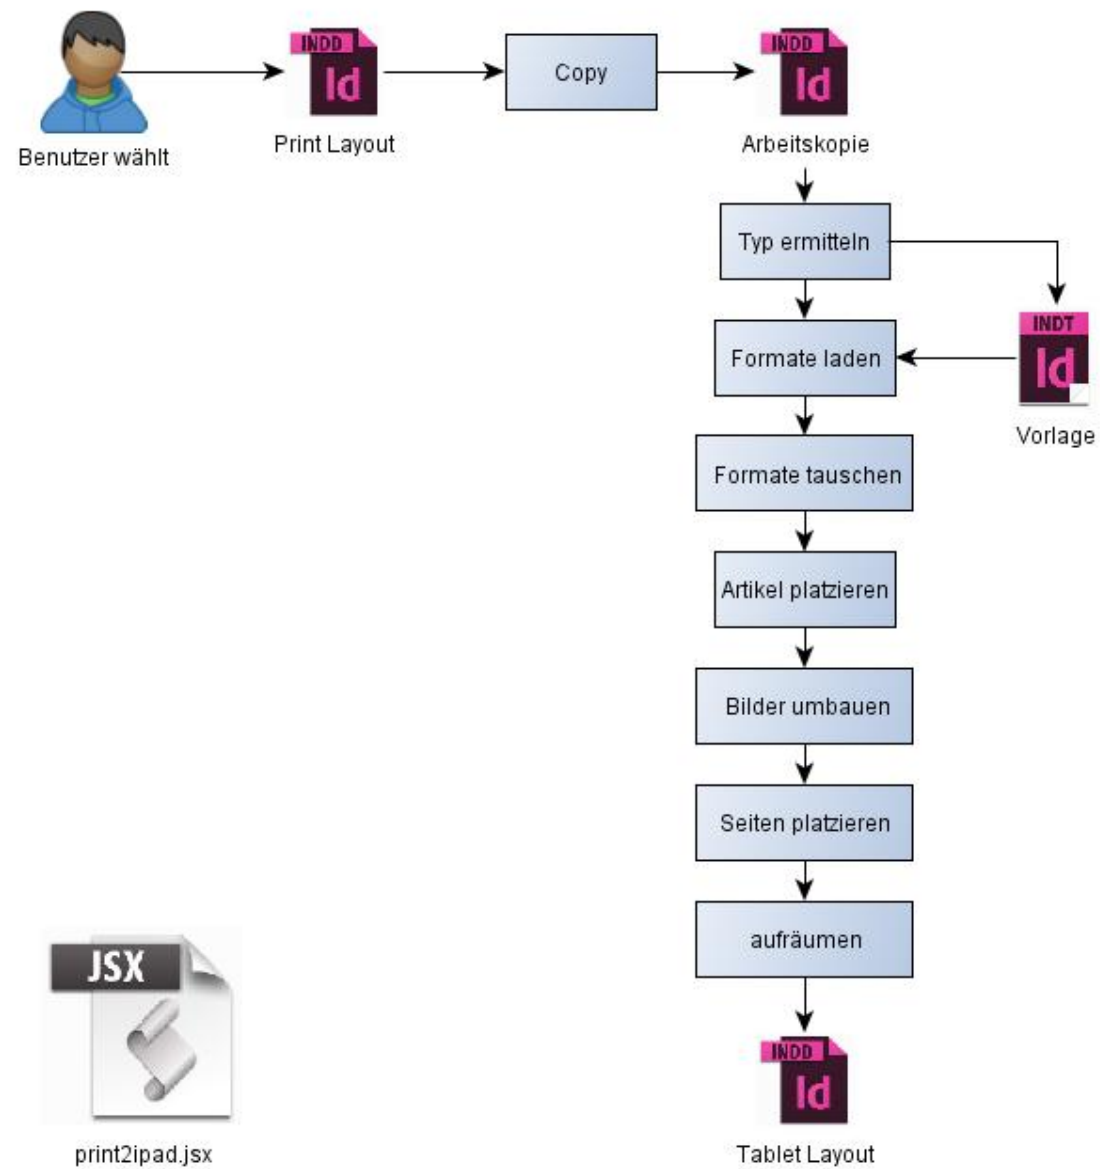 INDD
Id
Copy
INDD
Id
Benutzer wählt
Print Layout
Arbeitskopie
Typ ermitteln
INDT
Id
Vorlage
Formate laden
Formate tauschen
Artikel platzieren
Bilder umbauen
Seiten platzieren
aufräumen
JSX
print2ipad.jsx
INDD
Id
Tablet Layout